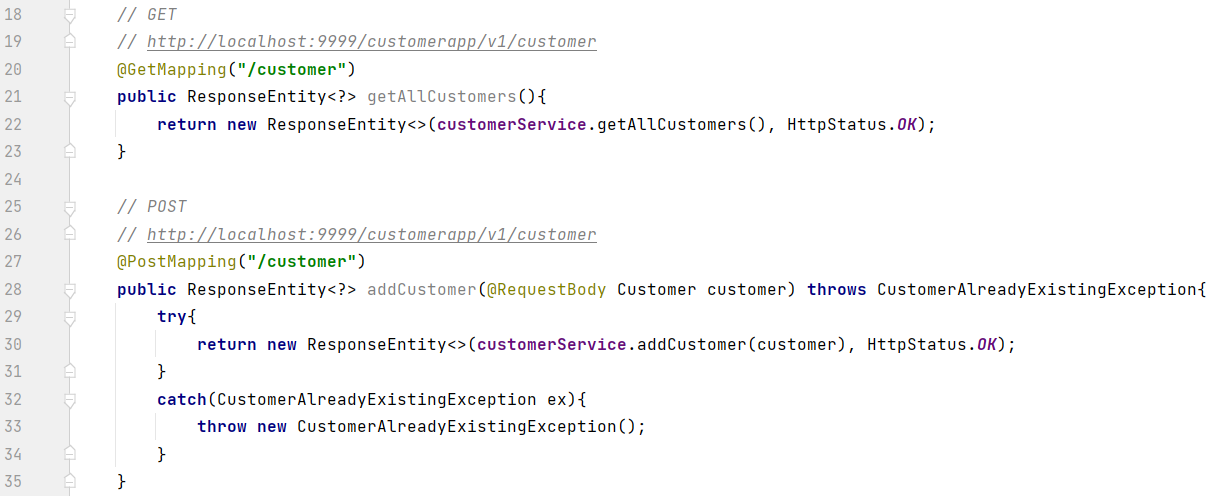 18 // GET
19 // http://localhost:9999/customerapp/v1/customer
20 @GetMapping("/customer")
21 public ResponseEntity<?> getAllCustomers(){
22 return new ResponseEntity<>(customerService.getAllCustomers(), HttpStatus.OK);
23 }
24
25 // POST
26 // http://localhost:9999/customerapp/v1/customer
27 @PostMapping("/customer")
28 public ResponseEntity<?> addCustomer(@RequestBody Customer customer) throws CustomerAlreadyExistingException{
29 try{
30 return new ResponseEntity<>(customerService.addCustomer(customer), HttpStatus.OK);
31 }
32 catch(CustomerAlreadyExistingException ex){
33 throw new CustomerAlreadyExistingException();
34 }
35 }